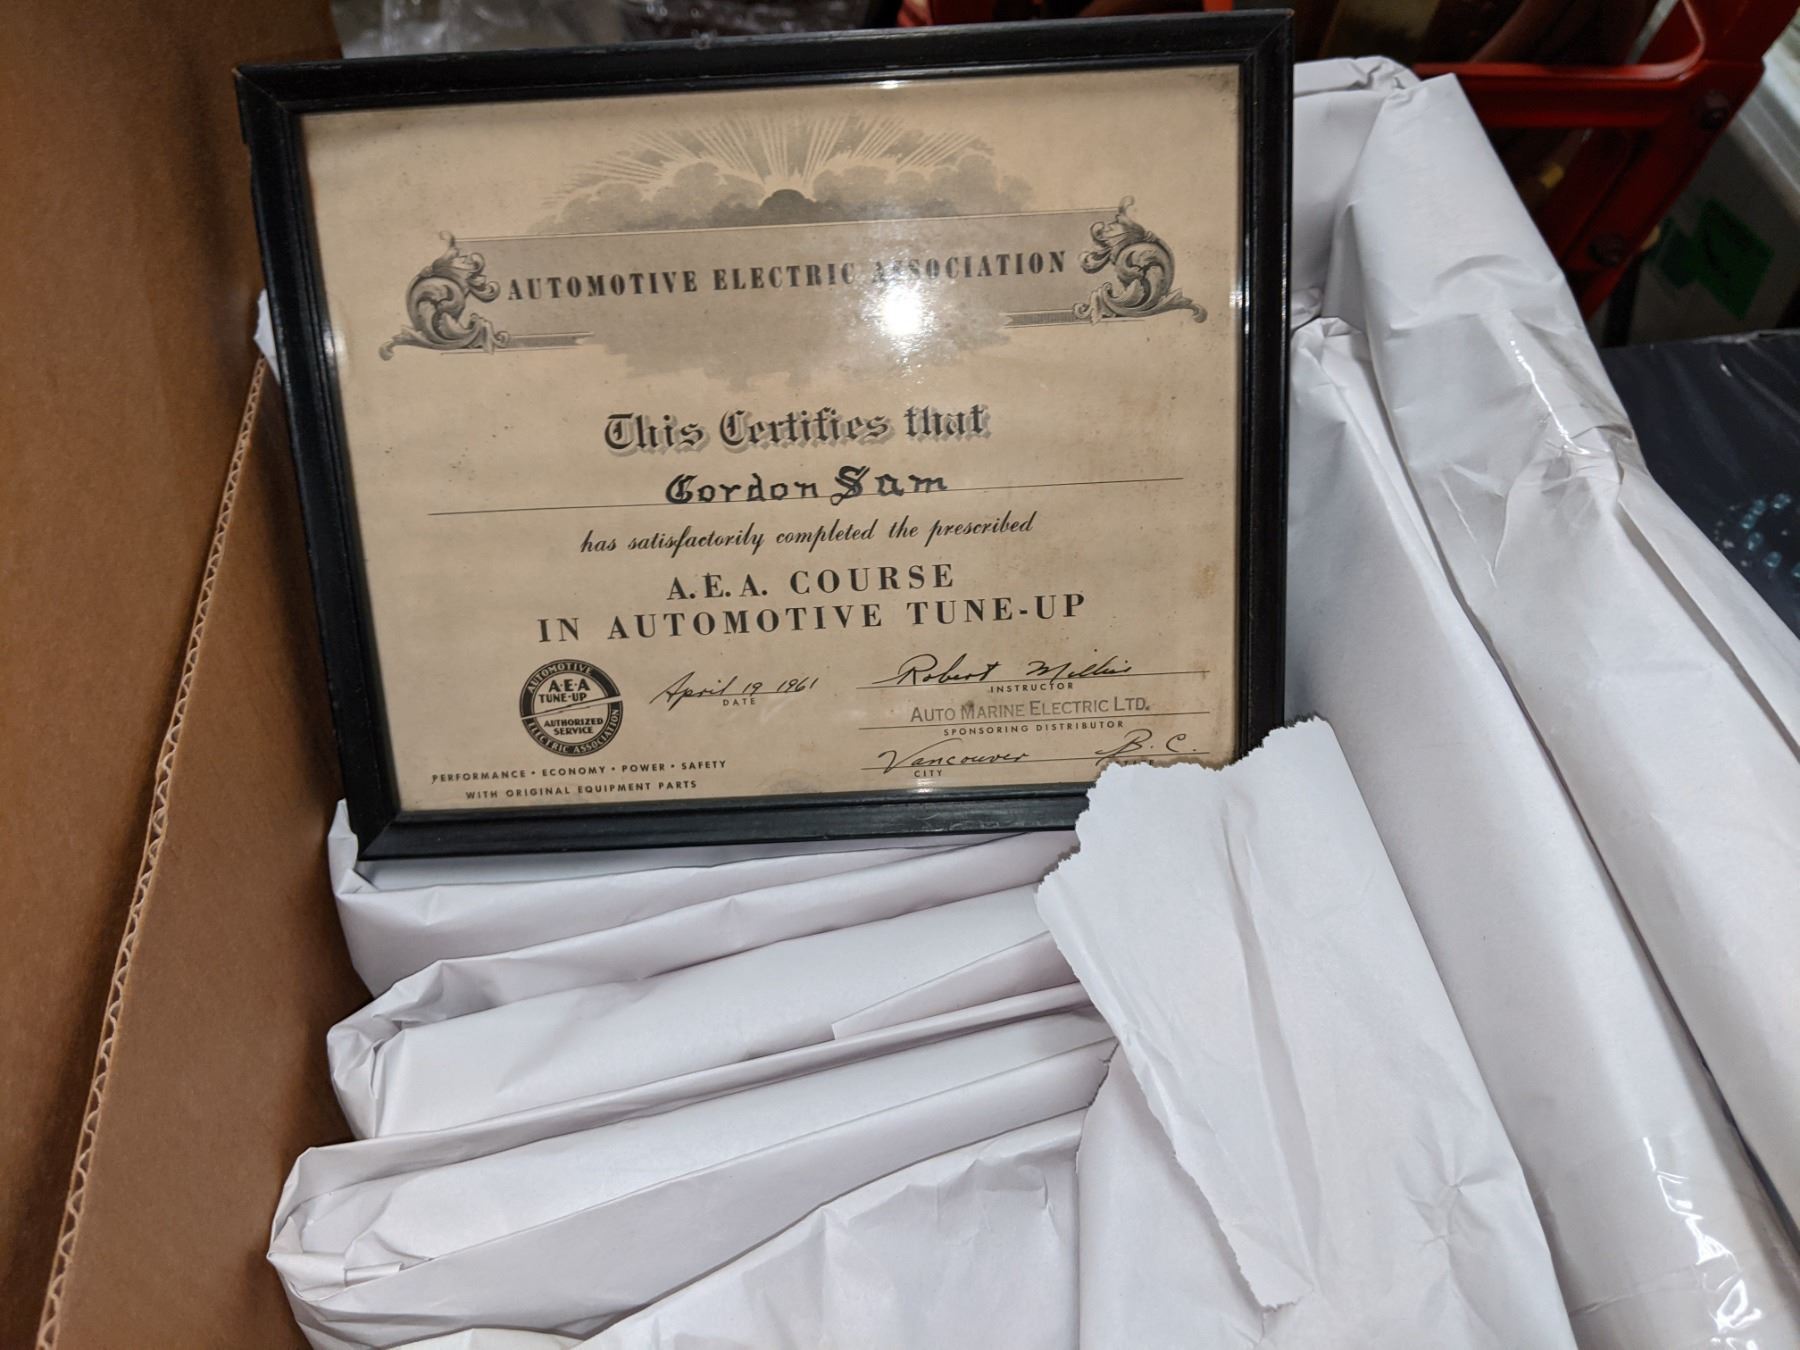 AUTOMOTIVE ELECTRIC ASSOCIATION
This Certifies that
Gordon Sam
has satisfactorily completed the prescribed
A.E.A. COURSE
IN AUTOMOTIVE TUNE-UP
AUTOMOTIVE
A·E·A
TUNE-UP
AUTHORIZED
SERVICE
ELECTRIC ASSOCIATION
April 19 1961
DATE
Robert
INSTRUCTOR
AUTO MARINE ELECTRIC LTD.
SPONSORING DISTRIBUTOR
Vancouver B. C.
CITY
PERFORMANCE • ECONOMY • POWER • SAFETY
WITH ORIGINAL EQUIPMENT PARTS